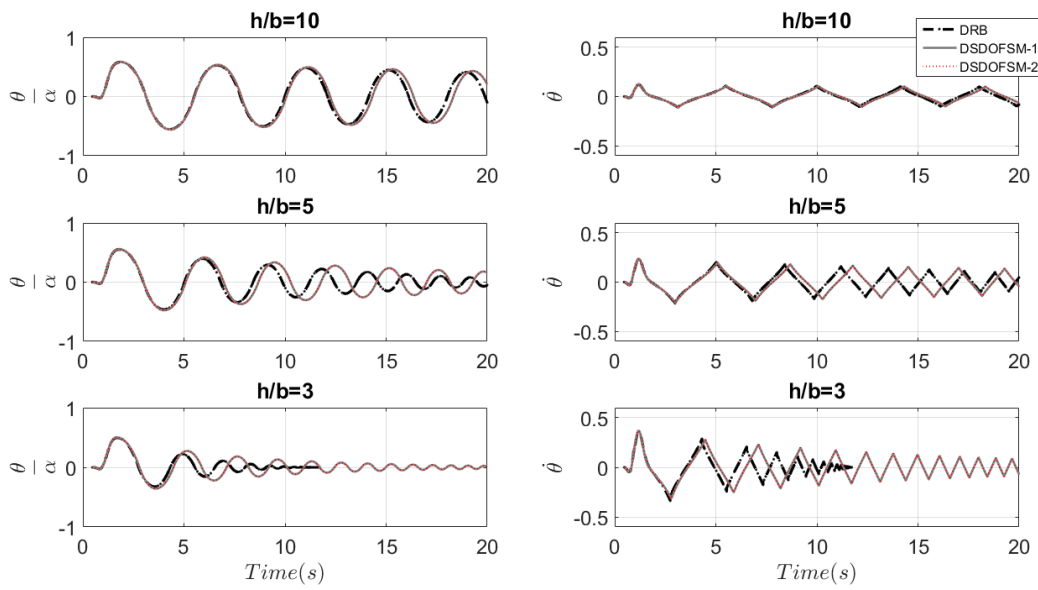 h/b=10
1
0
-1
θ
α
0 5 10 15 20
h/b=10
0.5
0
-0.5
θ̇
0 5 10 15 20
DRB
DSDOFSM-1
DSDOFSM-2
h/b=5
1
0
-1
θ
α
0 5 10 15 20
h/b=5
0.5
0
-0.5
θ̇
0 5 10 15 20
h/b=3
1
0
-1
θ
α
0 5 10 15 20
Time(s)
h/b=3
0.5
0
-0.5
θ̇
0 5 10 15 20
Time(s)